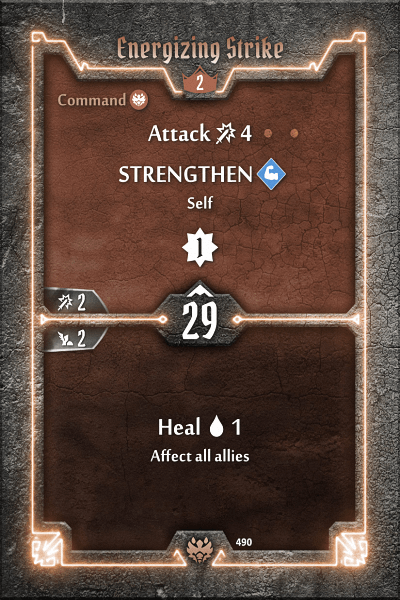 Energizing Strike
2
Command
Attack 4
STRENGTHEN
Self
1
2
29
2
Heal 1
Affect all allies
490